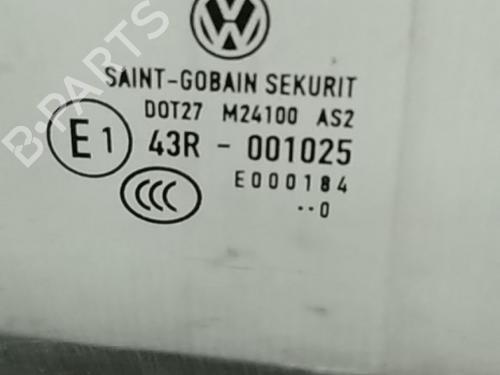 B-PARTS
SAINT-GOBAIN SEKURIT
DOT27 M24100 AS2
E1 43R - 001025
E000184
CCC
··0